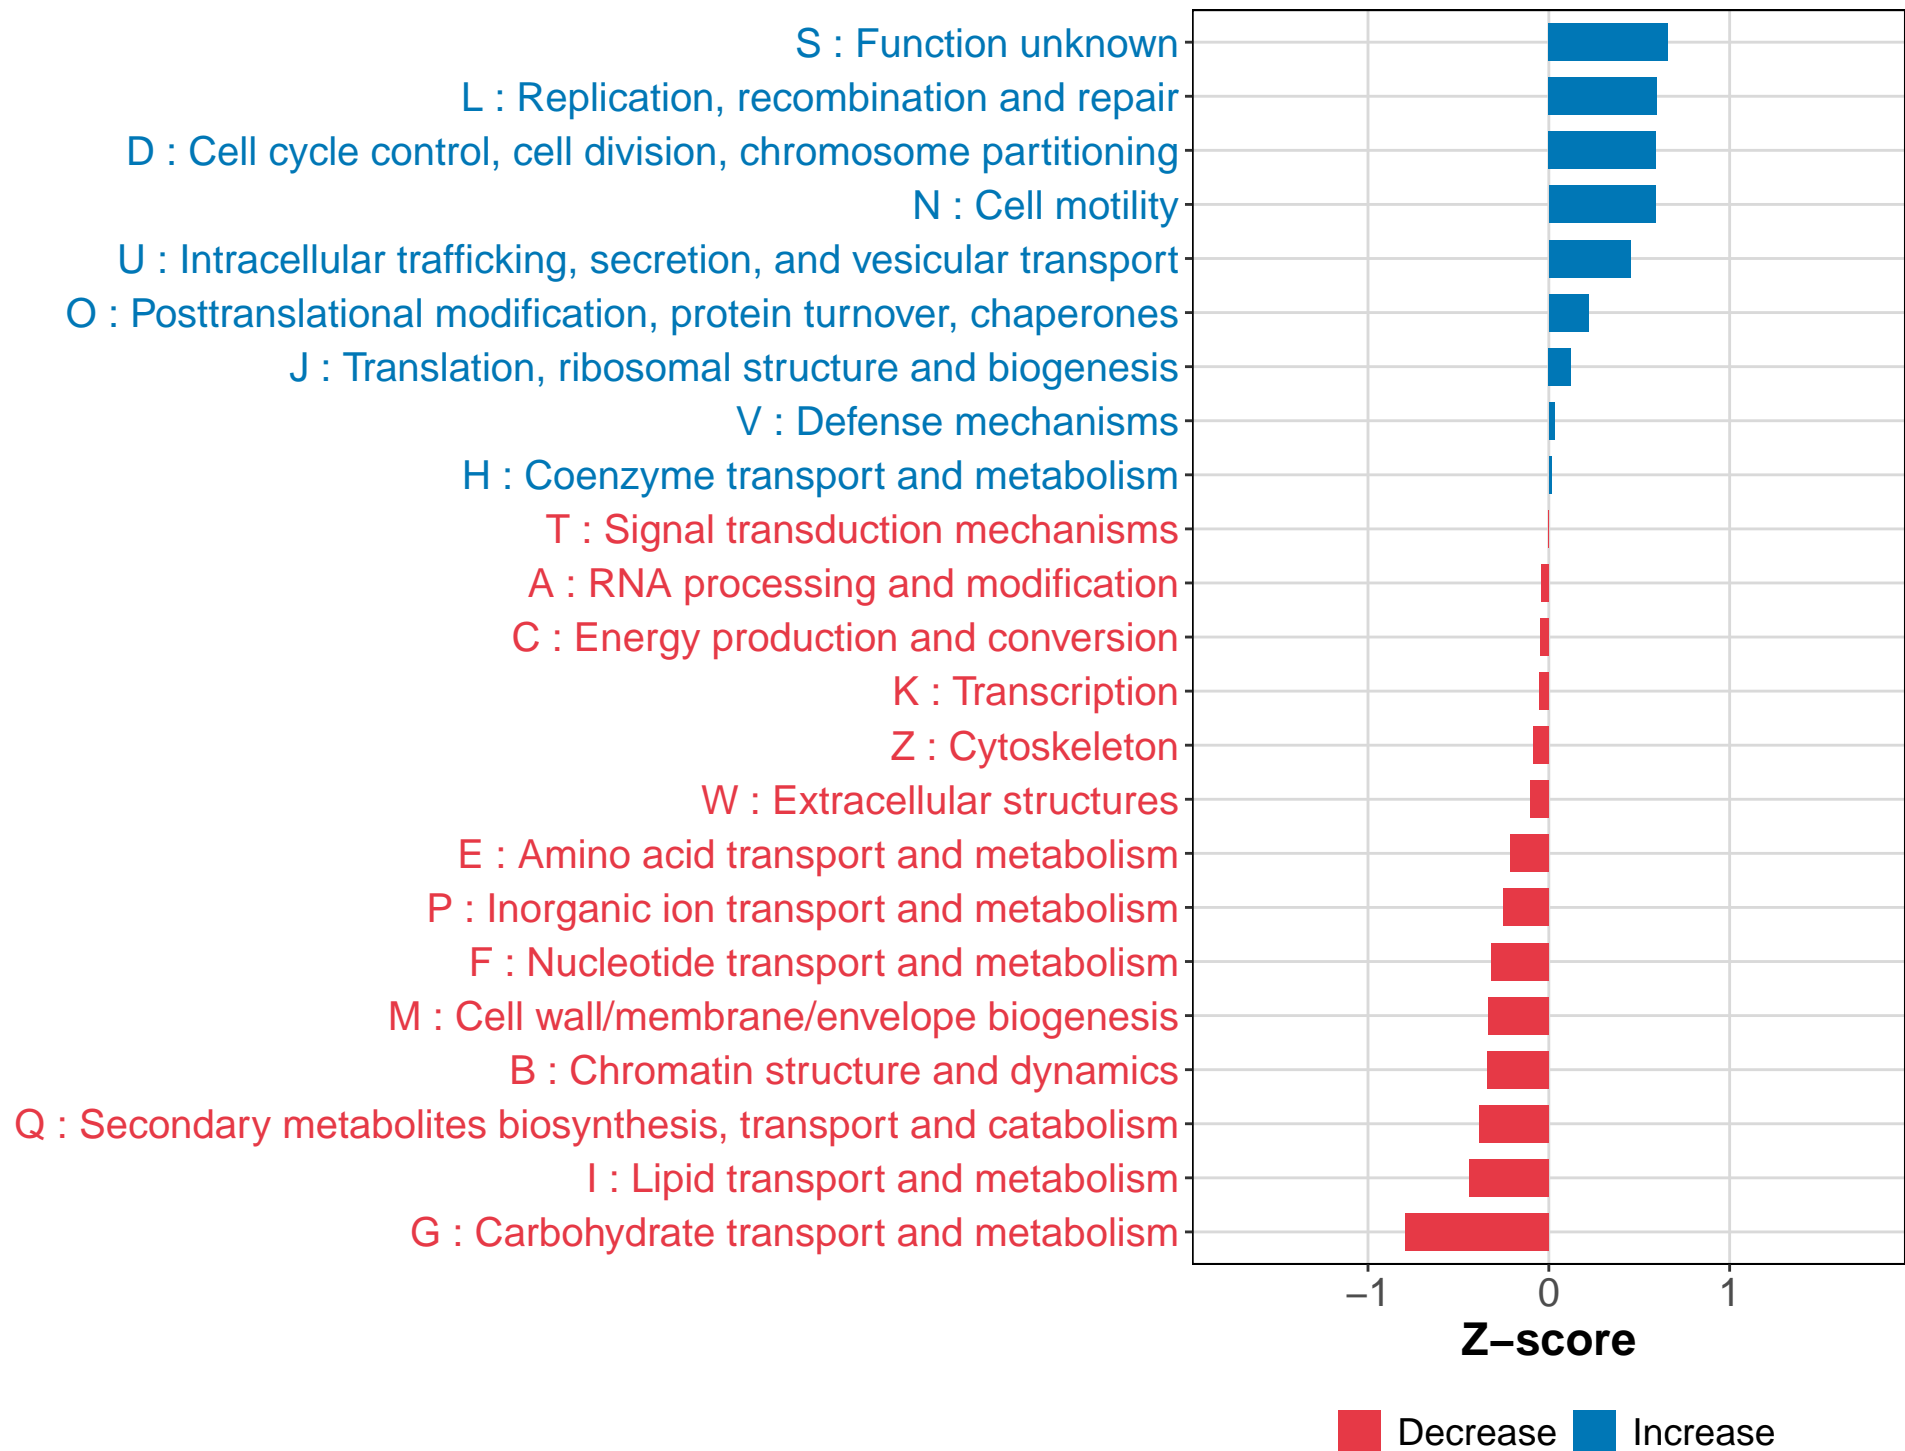 S : Function unknown
L : Replication, recombination and repair
D : Cell cycle control, cell division, chromosome partitioning
N : Cell motility
U : Intracellular trafficking, secretion, and vesicular transport
O : Posttranslational modification, protein turnover, chaperones
J : Translation, ribosomal structure and biogenesis
V : Defense mechanisms
H : Coenzyme transport and metabolism
T : Signal transduction mechanisms
A : RNA processing and modification
C : Energy production and conversion
K : Transcription
Z : Cytoskeleton
W : Extracellular structures
E : Amino acid transport and metabolism
P : Inorganic ion transport and metabolism
F : Nucleotide transport and metabolism
M : Cell wall/membrane/envelope biogenesis
B : Chromatin structure and dynamics
Q : Secondary metabolites biosynthesis, transport and catabolism
I : Lipid transport and metabolism
G : Carbohydrate transport and metabolism
−1 0 1
Z−score
Decrease Increase